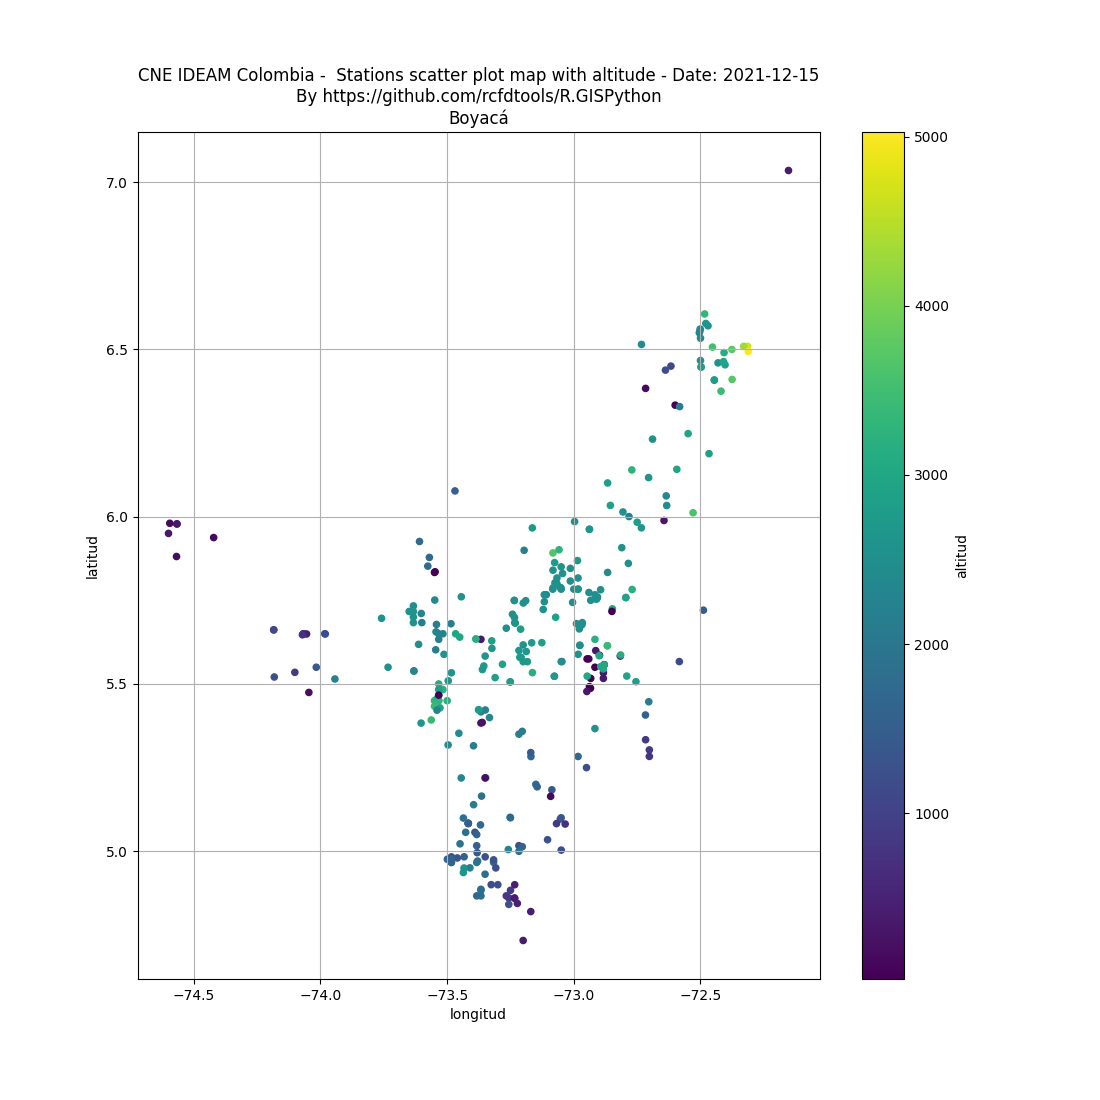 CNE IDEAM Colombia -  Stations scatter plot map with altitude - Date: 2021-12-15
By https://github.com/rcfdtools/R.GISPython
Boyacá
7.0
6.5
6.0
5.5
5.0
latitud
−74.5
−74.0
−73.5
−73.0
−72.5
longitud
5000
4000
3000
2000
1000
altitud